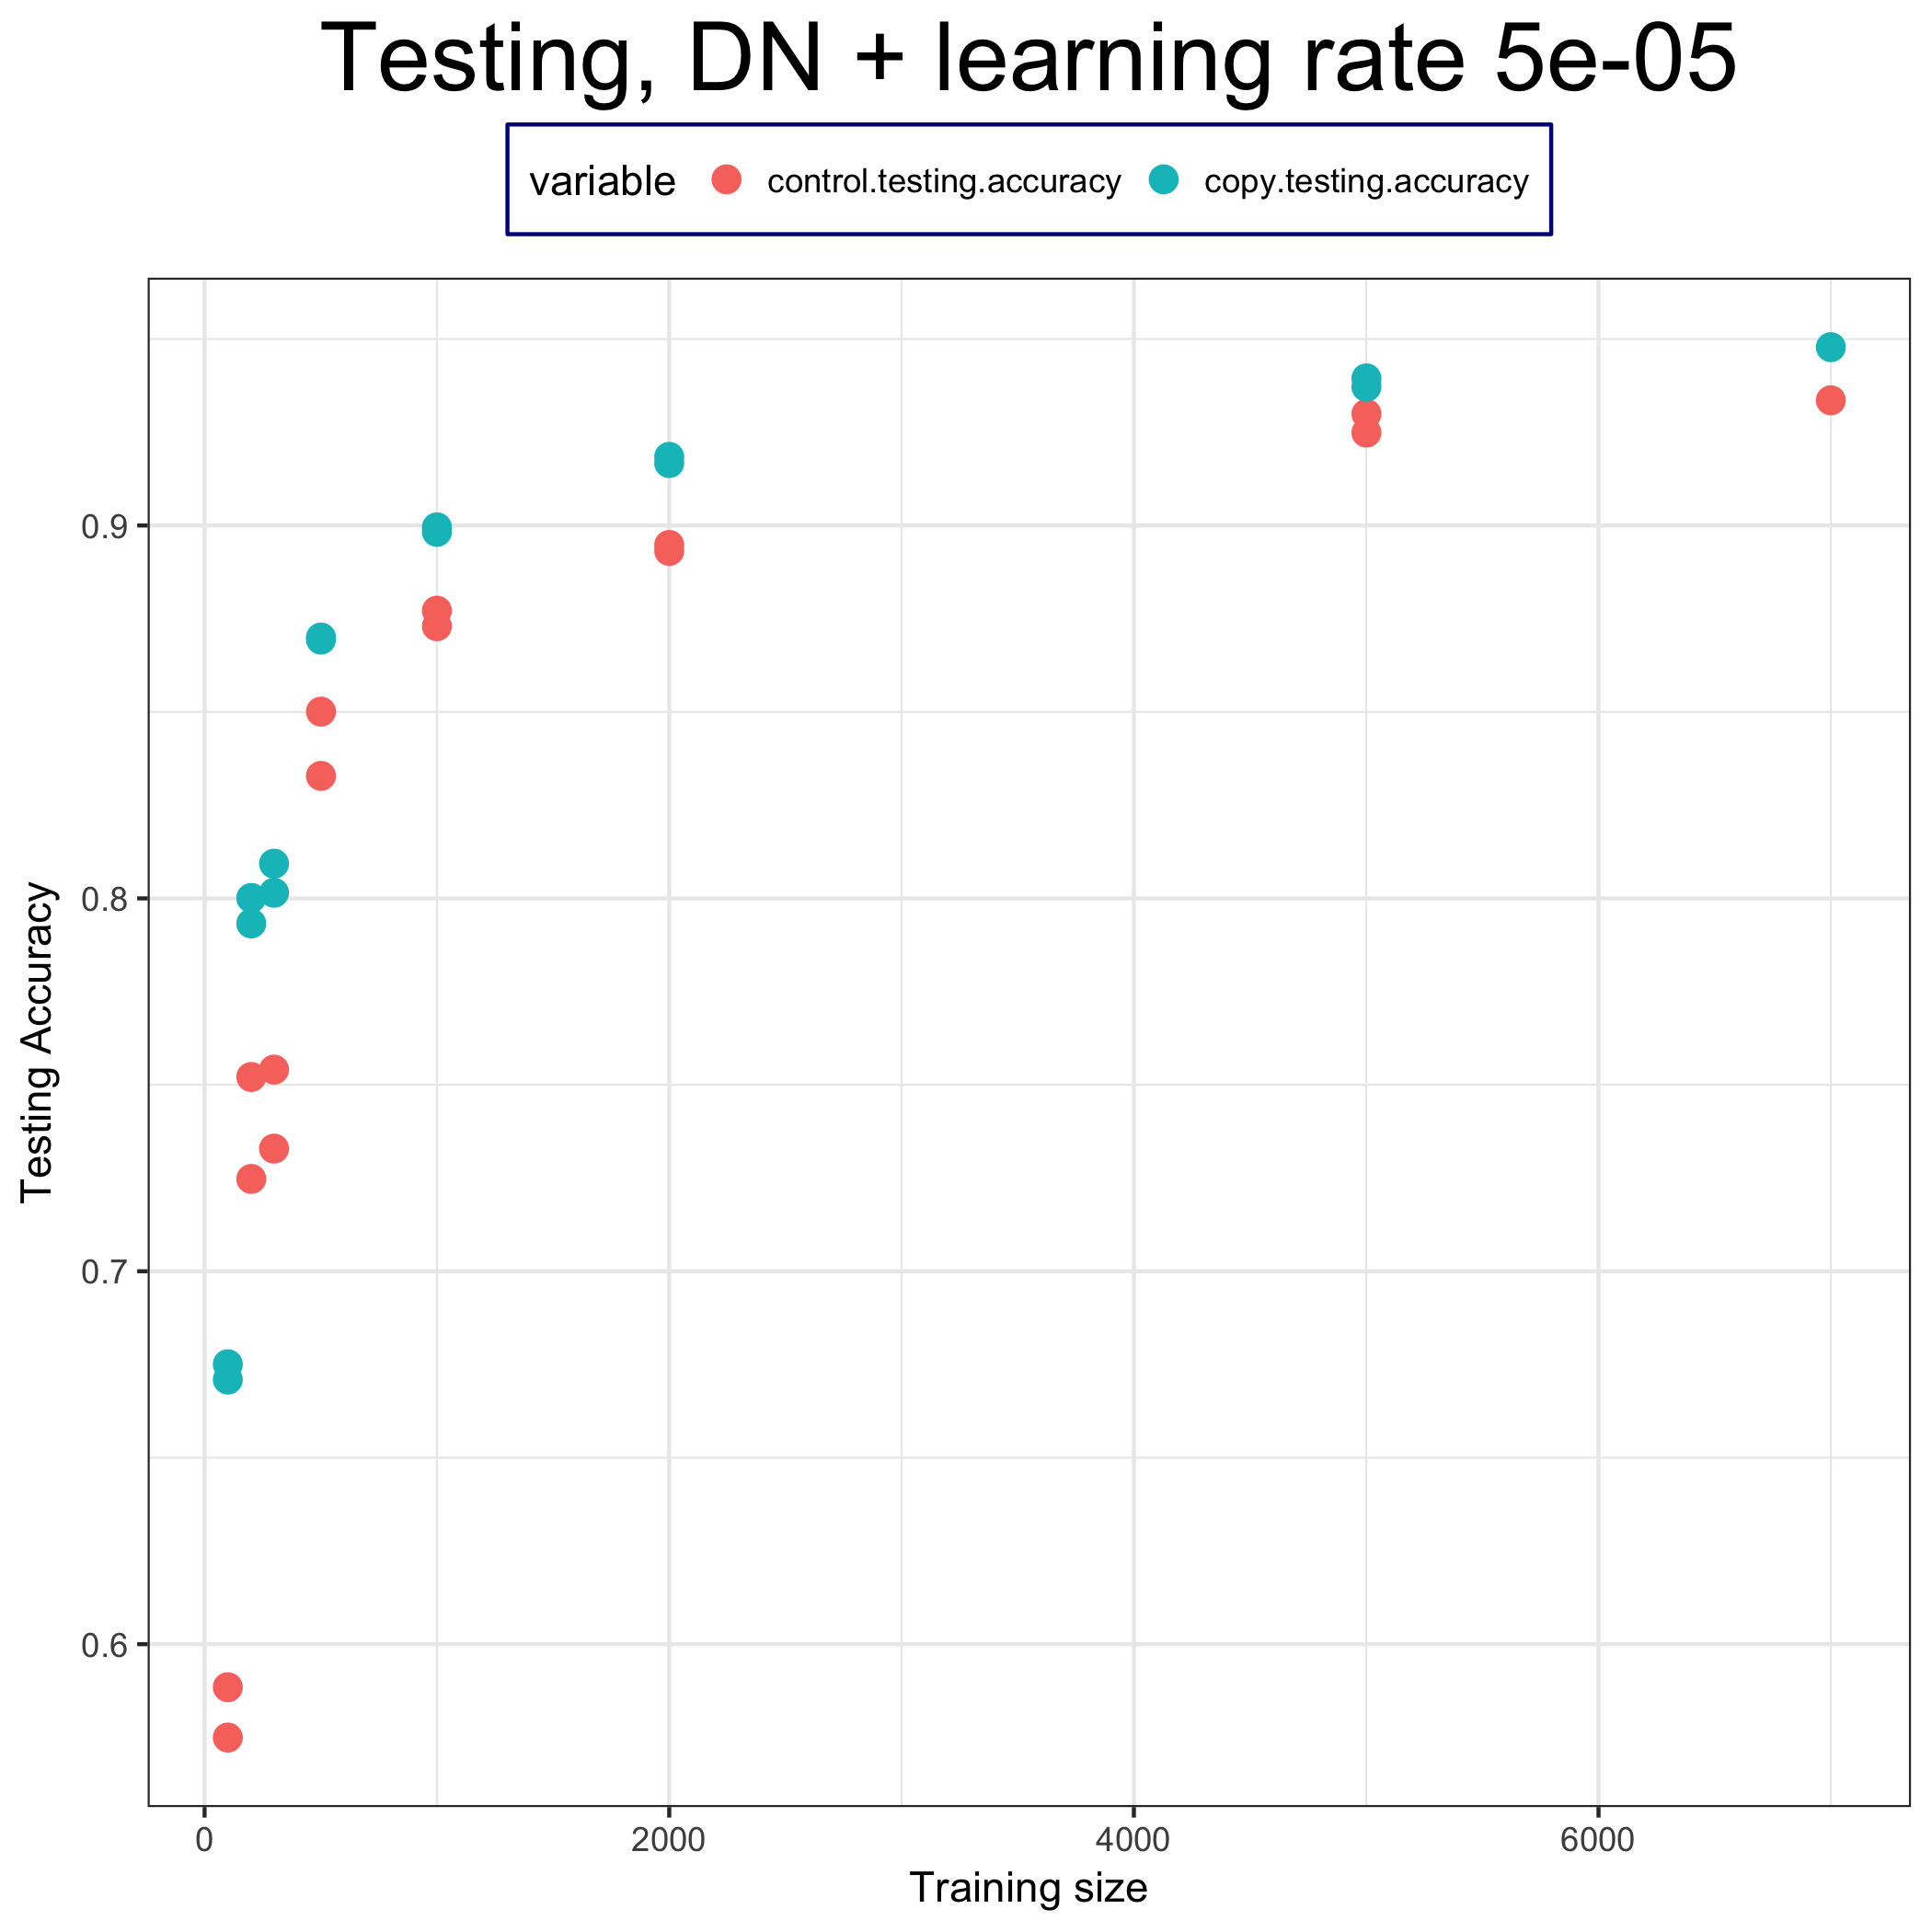 Testing, DN + learning rate 5e-05
variable control.testing.accuracy copy.testing.accuracy
Testing Accuracy
0.9
0.8
0.7
0.6
0 2000 4000 6000
Training size